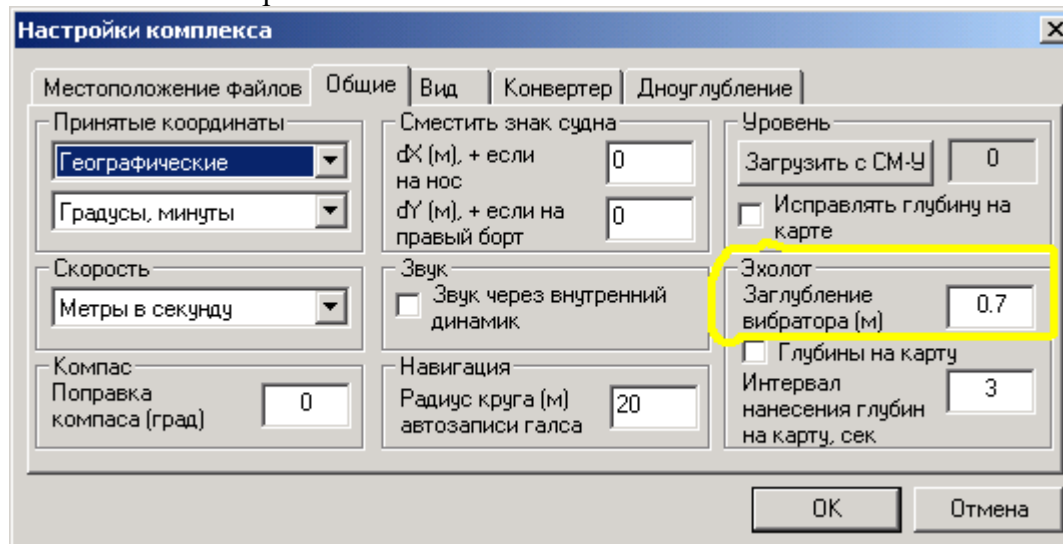 Настройки комплекса
Местоположение файлов Общие Вид Конвертер Дноуглубление
Принятые координаты
Географические
Градусы, минуты
Скорость
Метры в секунду
Компас
Поправка
компаса (град)
0
Сместить знак судна
dX (м), + если
на нос
0
dY (м), + если на
правый борт
0
Звук
Звук через внутренний
динамик
Навигация
Радиус круга (м)
автозаписи галса
20
Уровень
Загрузить с СМ-У
0
Исправлять глубину на
карте
Эхолот
Заглубление
вибратора (м)
0.7
Глубины на карту
Интервал
нанесения глубин
на карту, сек
3
OK
Отмена